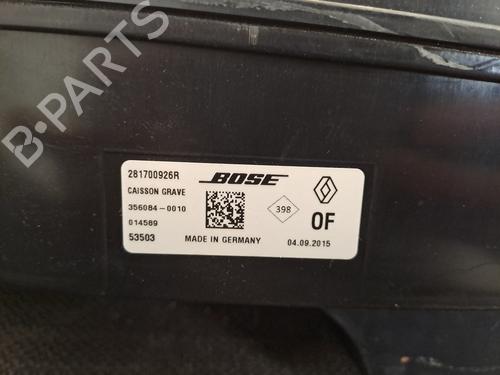 B-PARTS
281700926R
BOSE
CAISSON GRAVE
356084-0010
398
014589
OF
53503
MADE IN GERMANY
04.09.2015